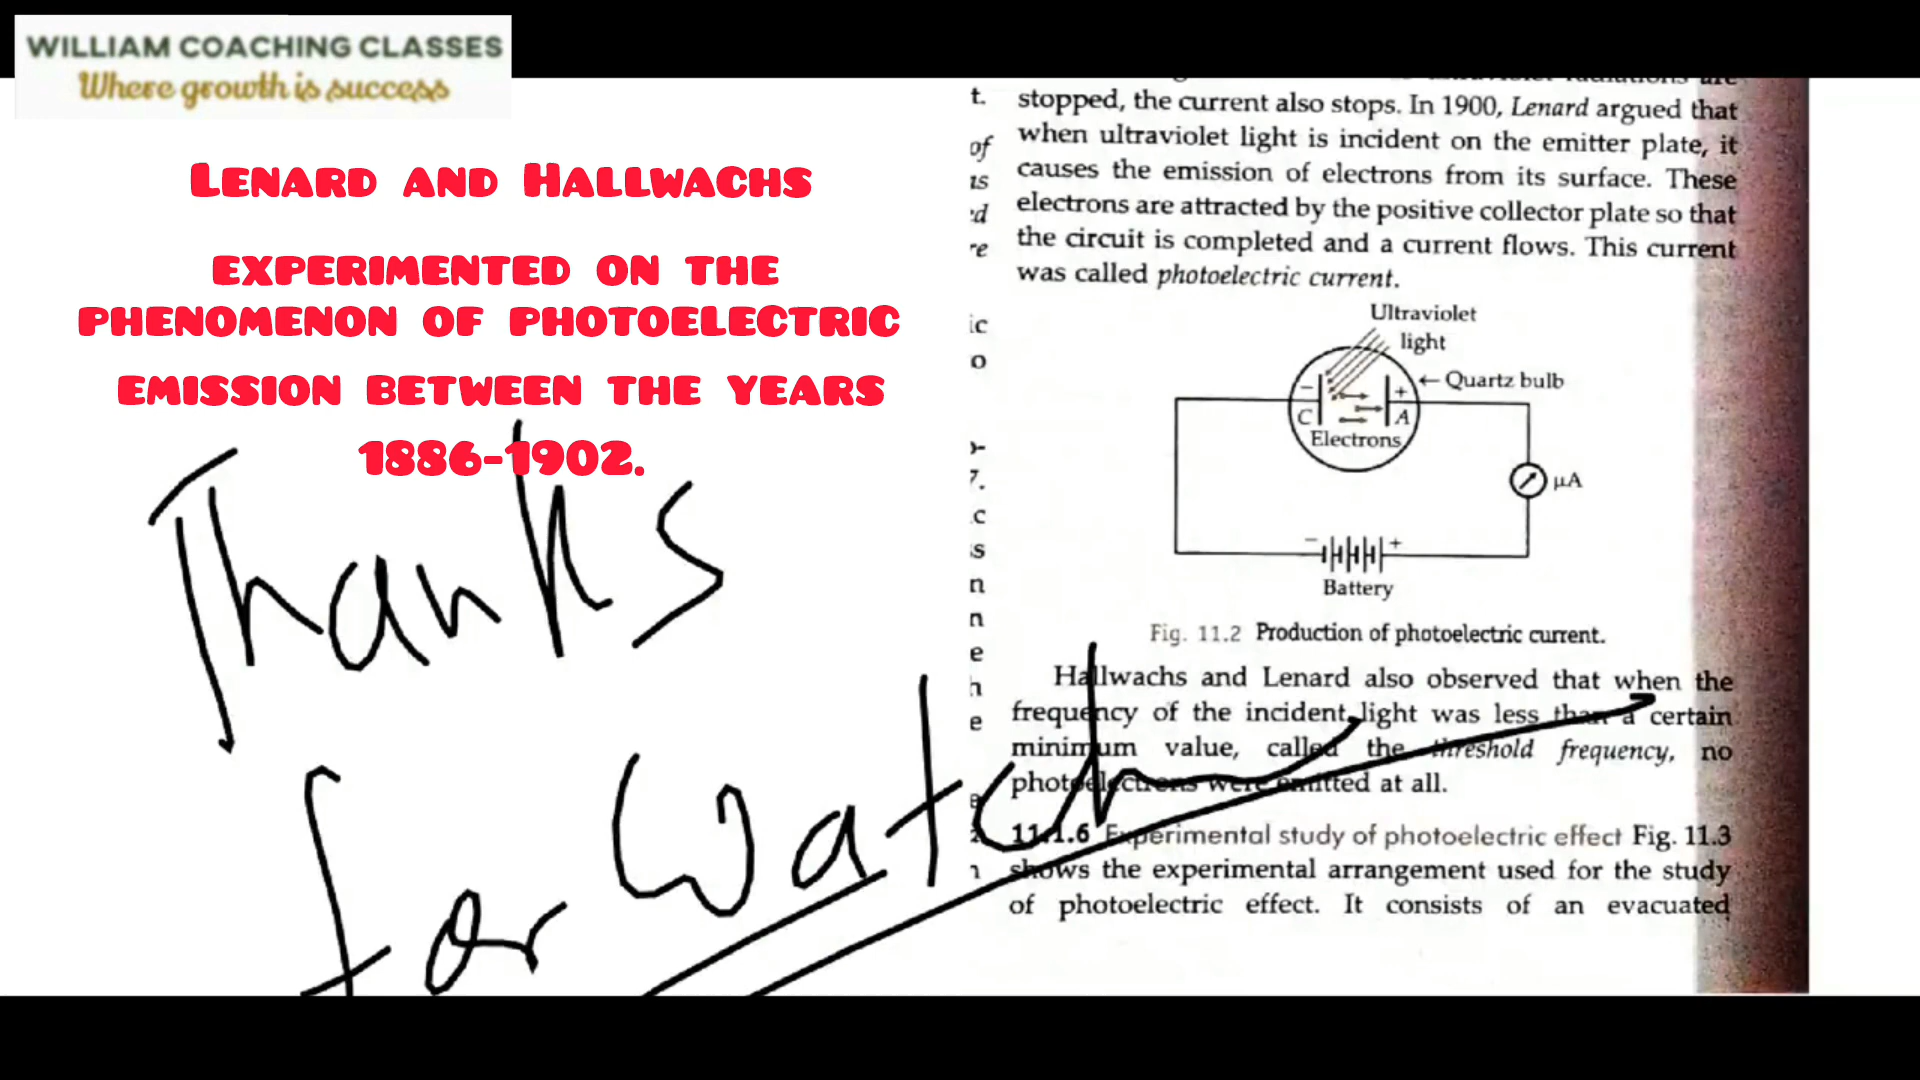 WILLIAM COACHING CLASSES
Where growth is success
LENARD AND HALLWACHS
EXPERIMENTED ON THE
PHENOMENON OF PHOTOELECTRIC
EMISSION BETWEEN THE YEARS
1886-1902.
Thanks
for Watch
stopped, the current also stops. In 1900, Lenard argued that
when ultraviolet light is incident on the emitter plate, it
causes the emission of electrons from its surface. These
electrons are attracted by the positive collector plate so that
the circuit is completed and a current flows. This current
was called photoelectric current.
Ultraviolet
light
← Quartz bulb
− +
C A
Electrons
μA
− +
Battery
Fig. 11.2 Production of photoelectric current.
Hallwachs and Lenard also observed that when the
frequency of the incident light was less than a certain
minimum value, called the threshold frequency, no
photoelectrons were emitted at all.
11.1.6 Experimental study of photoelectric effect Fig. 11.3
shows the experimental arrangement used for the study
of photoelectric effect. It consists of an evacuated